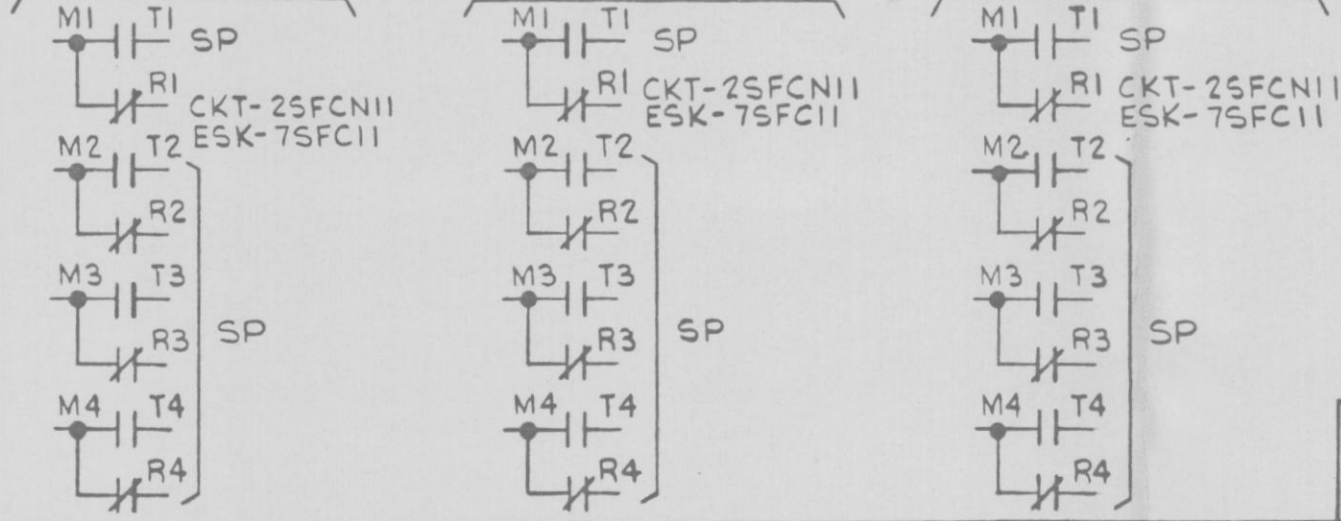 M1 T1 SP
R1 CKT-2SFCN11
ESK-7SFC11
M2 T2
R2
M3 T3
R3 SP
M4 T4
R4
M1 T1 SP
R1 CKT-2SFCN11
ESK-7SFC11
M2 T2
R2
M3 T3
R3 SP
M4 T4
R4
M1 T1 SP
R1 CKT-2SFCN11
ESK-7SFC11
M2 T2
R2
M3 T3
R3 SP
M4 T4
R4